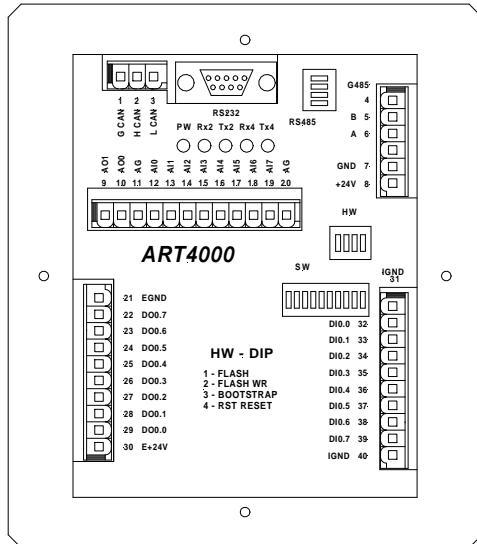 1 2 3
G CAN H CAN L CAN
RS232
RS485
PW Rx2 Tx2 Rx4 Tx4
G485
4
B 5
A 6
GND 7
+24V 8
AO1 AO0 AG AI0 AI1 AI2 AI3 AI4 AI5 AI6 AI7 AG
9 10 11 12 13 14 15 16 17 18 19 20
HW
ART4000
SW
IGND
31
21 EGND
22 DO0.7
23 DO0.6
24 DO0.5
25 DO0.4
26 DO0.3
27 DO0.2
28 DO0.1
29 DO0.0
30 E+24V
HW - DIP
1 - FLASH
2 - FLASH WR
3 - BOOTSTRAP
4 - RST RESET
DI0.0 32
DI0.1 33
DI0.2 34
DI0.3 35
DI0.4 36
DI0.5 37
DI0.6 38
DI0.7 39
IGND 40